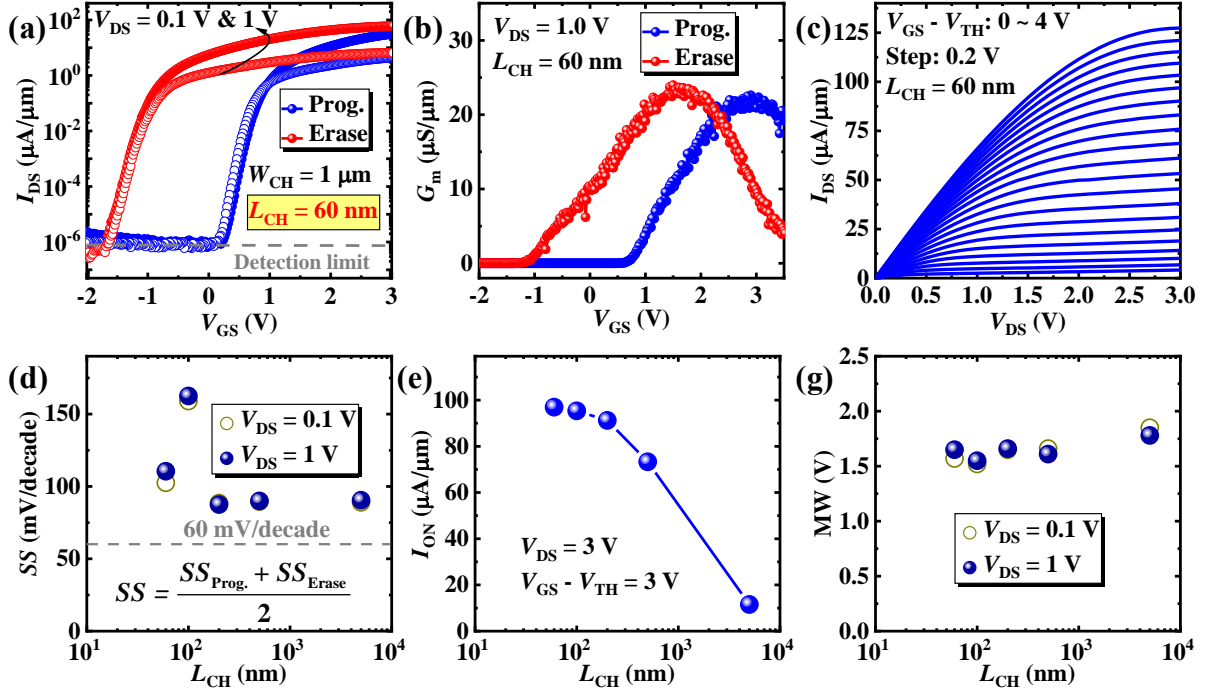 (a)
V_DS = 0.1 V & 1 V
Prog.
Erase
W_CH = 1 μm
L_CH = 60 nm
Detection limit
10^2
10^0
10^-2
10^-4
10^-6
I_DS (μA/μm)
-2 -1 0 1 2 3
V_GS (V)
(b)
V_DS = 1.0 V
L_CH = 60 nm
Prog.
Erase
30
20
10
0
G_m (μS/μm)
-2 -1 0 1 2 3
V_GS (V)
(c)
V_GS - V_TH: 0 ~ 4 V
Step: 0.2 V
L_CH = 60 nm
125
100
75
50
25
0
I_DS (μA/μm)
0.0 0.5 1.0 1.5 2.0 2.5 3.0
V_DS (V)
(d)
V_DS = 0.1 V
V_DS = 1 V
60 mV/decade
SS = (SS_Prog. + SS_Erase)/2
150
100
50
0
SS (mV/decade)
10^1 10^2 10^3 10^4
L_CH (nm)
(e)
V_DS = 3 V
V_GS - V_TH = 3 V
100
80
60
40
20
0
I_ON (μA/μm)
10^1 10^2 10^3 10^4
L_CH (nm)
(g)
V_DS = 0.1 V
V_DS = 1 V
2.5
2.0
1.5
1.0
0.5
0.0
MW (V)
10^1 10^2 10^3 10^4
L_CH (nm)